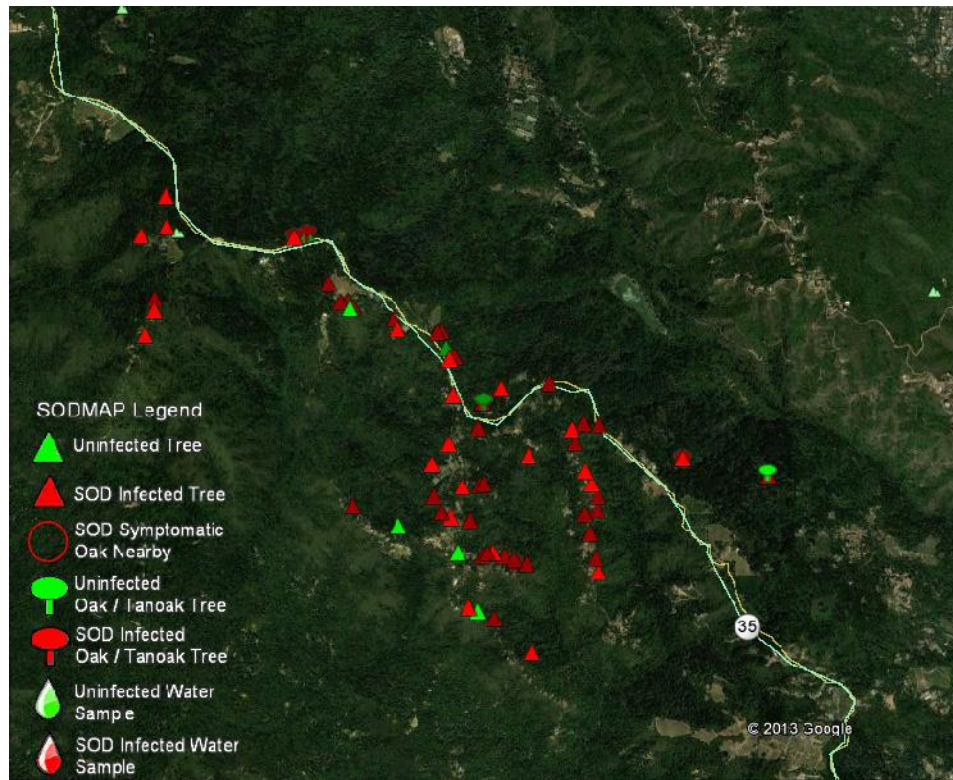 SODMAP Legend
Uninfected Tree
SOD Infected Tree
SOD Symptomatic
Oak Nearby
Uninfected
Oak / Tanoak Tree
SOD Infected
Oak / Tanoak Tree
Uninfected Water
Sample
SOD Infected Water
Sample
35
© 2013 Google